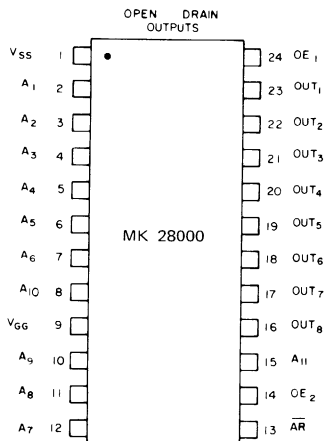 OPEN DRAIN
OUTPUTS
VSS 1 24 OE1
A1 2 23 OUT1
A2 3 22 OUT2
A3 4 21 OUT3
A4 5 20 OUT4
A5 6 19 OUT5
MK 28000
A6 7 18 OUT6
A10 8 17 OUT7
VGG 9 16 OUT8
A9 10 15 A11
A8 11 14 OE2
A7 12 13 A̅R̅